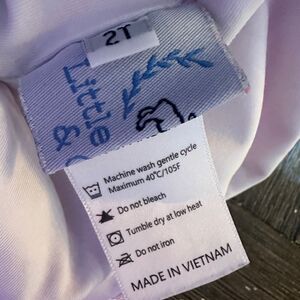 2T
Little
&
Machine wash gentle cycle
Maximum 40℃/105F
Do not bleach
Tumble dry at low heat
Do not iron
MADE IN VIETNAM